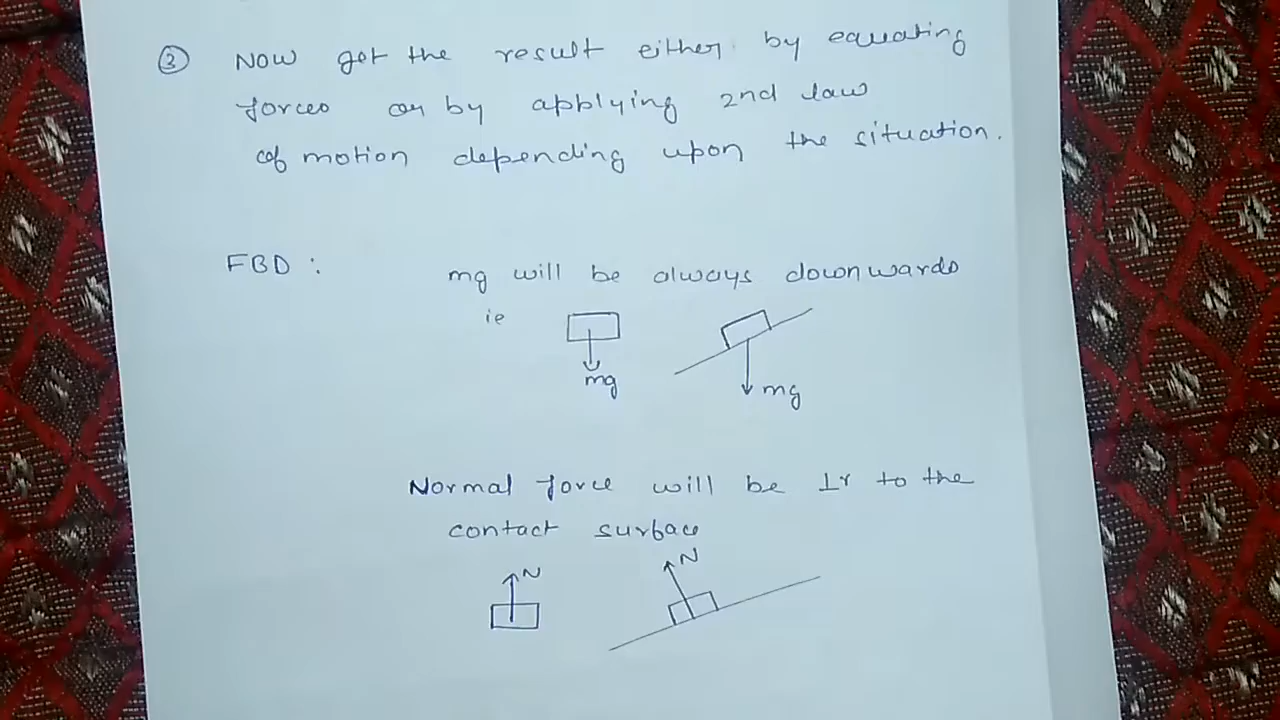 ③ Now get the result either by equating
forces or by applying 2nd law
of motion depending upon the situation.
FBD : mg will be always downwards
ie
mg
mg
Normal force will be ⊥r to the
contact surface
N
N